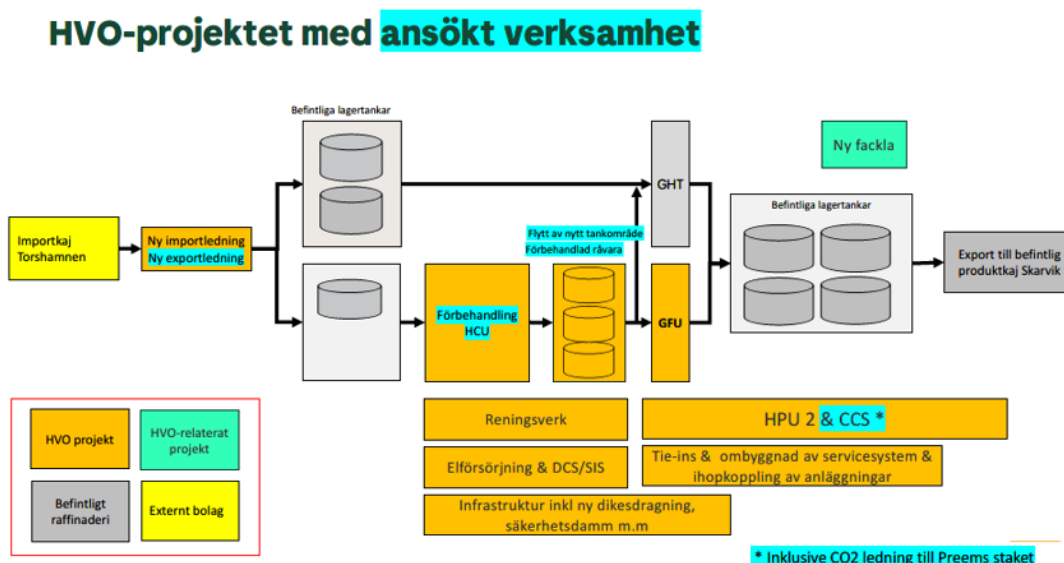 HVO-projektet med ansökt verksamhet
Befintliga lagertankar
Ny fackla
GHT
Befintliga lagertankar
Flytt av nytt tankområde
Förbehandlad råvara
Importkaj
Torshamnen
Ny importledning
Ny exportledning
Export till befintlig
produktkaj Skarvik
Förbehandling
HCU
GFU
HVO projekt
HVO-relaterat
projekt
Befintligt
raffinaderi
Externt bolag
Reningsverk
HPU 2 & CCS *
Elförsörjning & DCS/SIS
Tie-ins & ombyggnad av servicesystem &
ihopkoppling av anläggningar
Infrastruktur inkl ny dikesdragning,
säkerhetsdamm m.m
* Inklusive CO2 ledning till Preems staket